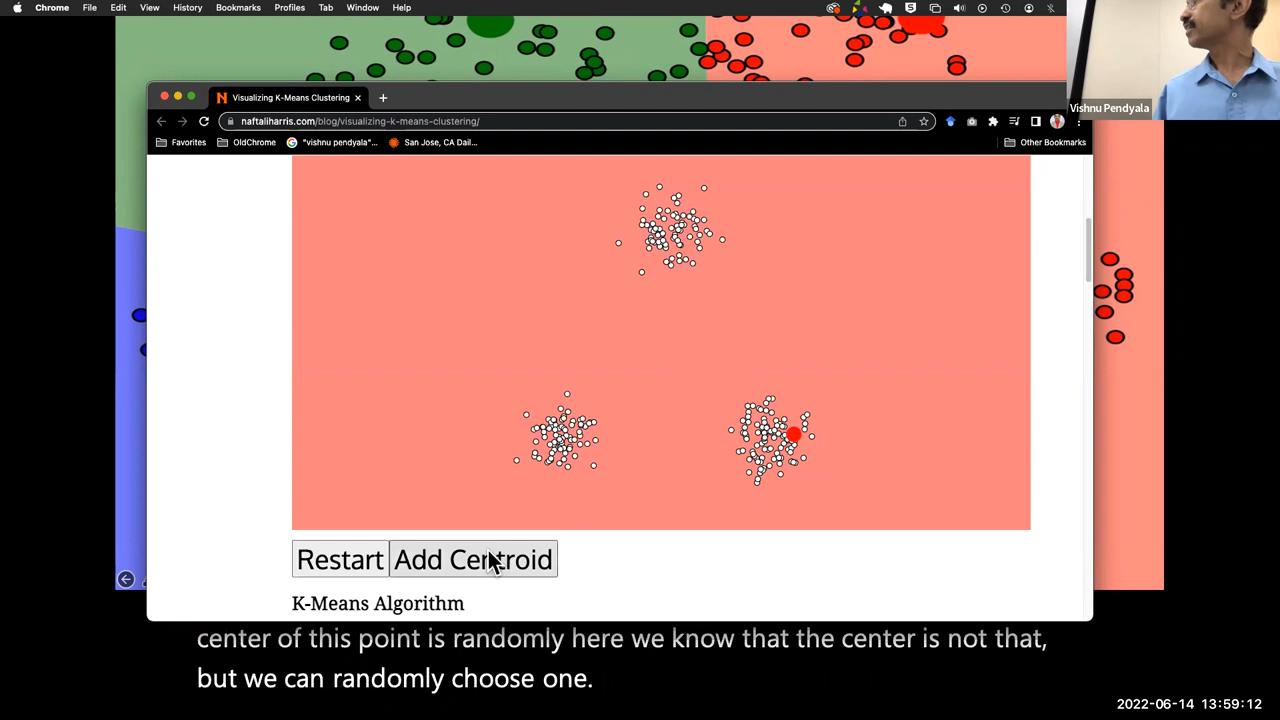 Chrome File Edit View History Bookmarks Profiles Tab Window Help
Vishnu Pendyala
Visualizing K-Means Clustering
naftaliharris.com/blog/visualizing-k-means-clustering/
Favorites OldChrome "vishnu pendyala"... San Jose, CA Dail... Other Bookmarks
Restart Add Centroid
K-Means Algorithm
center of this point is randomly here we know that the center is not that,
but we can randomly choose one.
2022-06-14 13:59:12